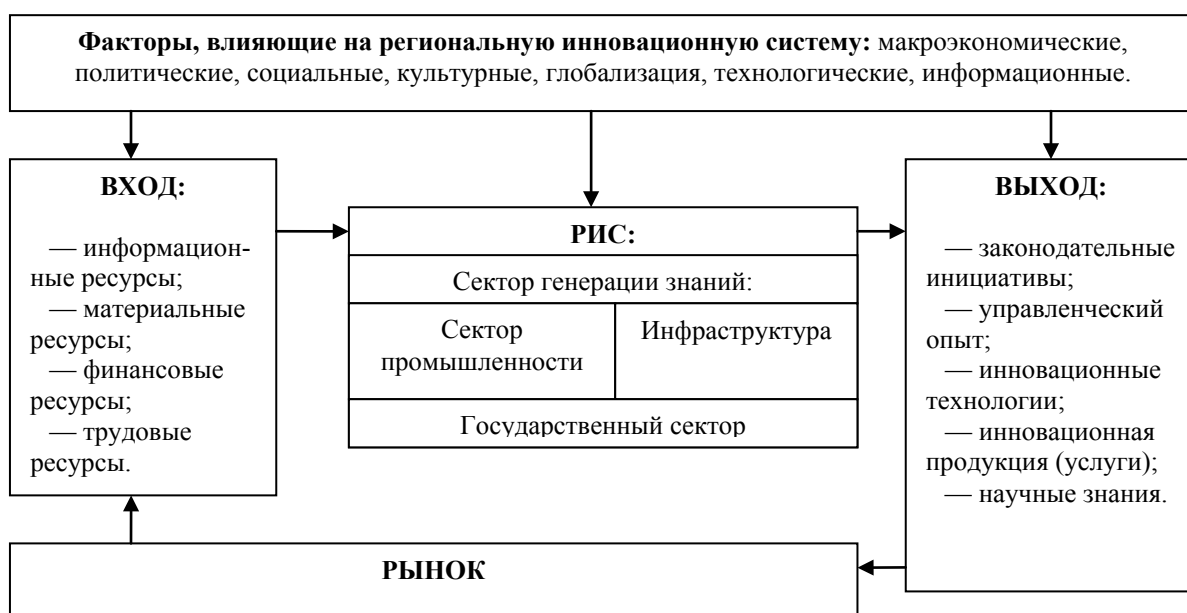 Факторы, влияющие на региональную инновационную систему: макроэкономические,
политические, социальные, культурные, глобализация, технологические, информационные.
ВХОД:
— информацион-
ные ресурсы;
— материальные
ресурсы;
— финансовые
ресурсы;
— трудовые
ресурсы.
РИС:
Сектор генерации знаний:
Сектор
промышленности
Инфраструктура
Государственный сектор
ВЫХОД:
— законодательные
инициативы;
— управленческий
опыт;
— инновационные
технологии;
— инновационная
продукция (услуги);
— научные знания.
РЫНОК